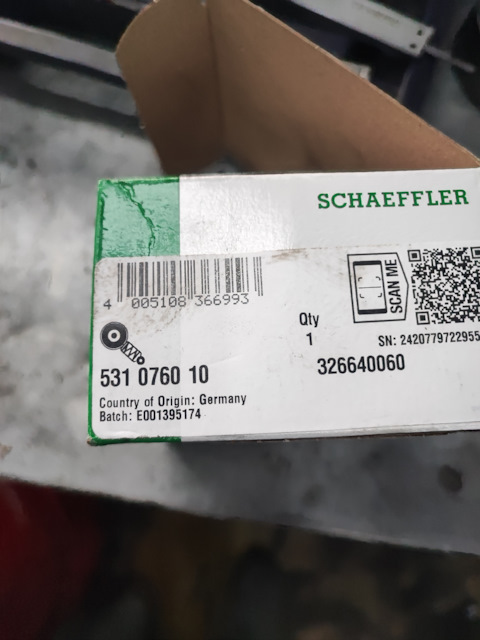 SCHAEFFLER
SCAN ME
4 005108 366993
Qty
1
SN: 2420779722955
531 0760 10
326640060
Country of Origin: Germany
Batch: E001395174